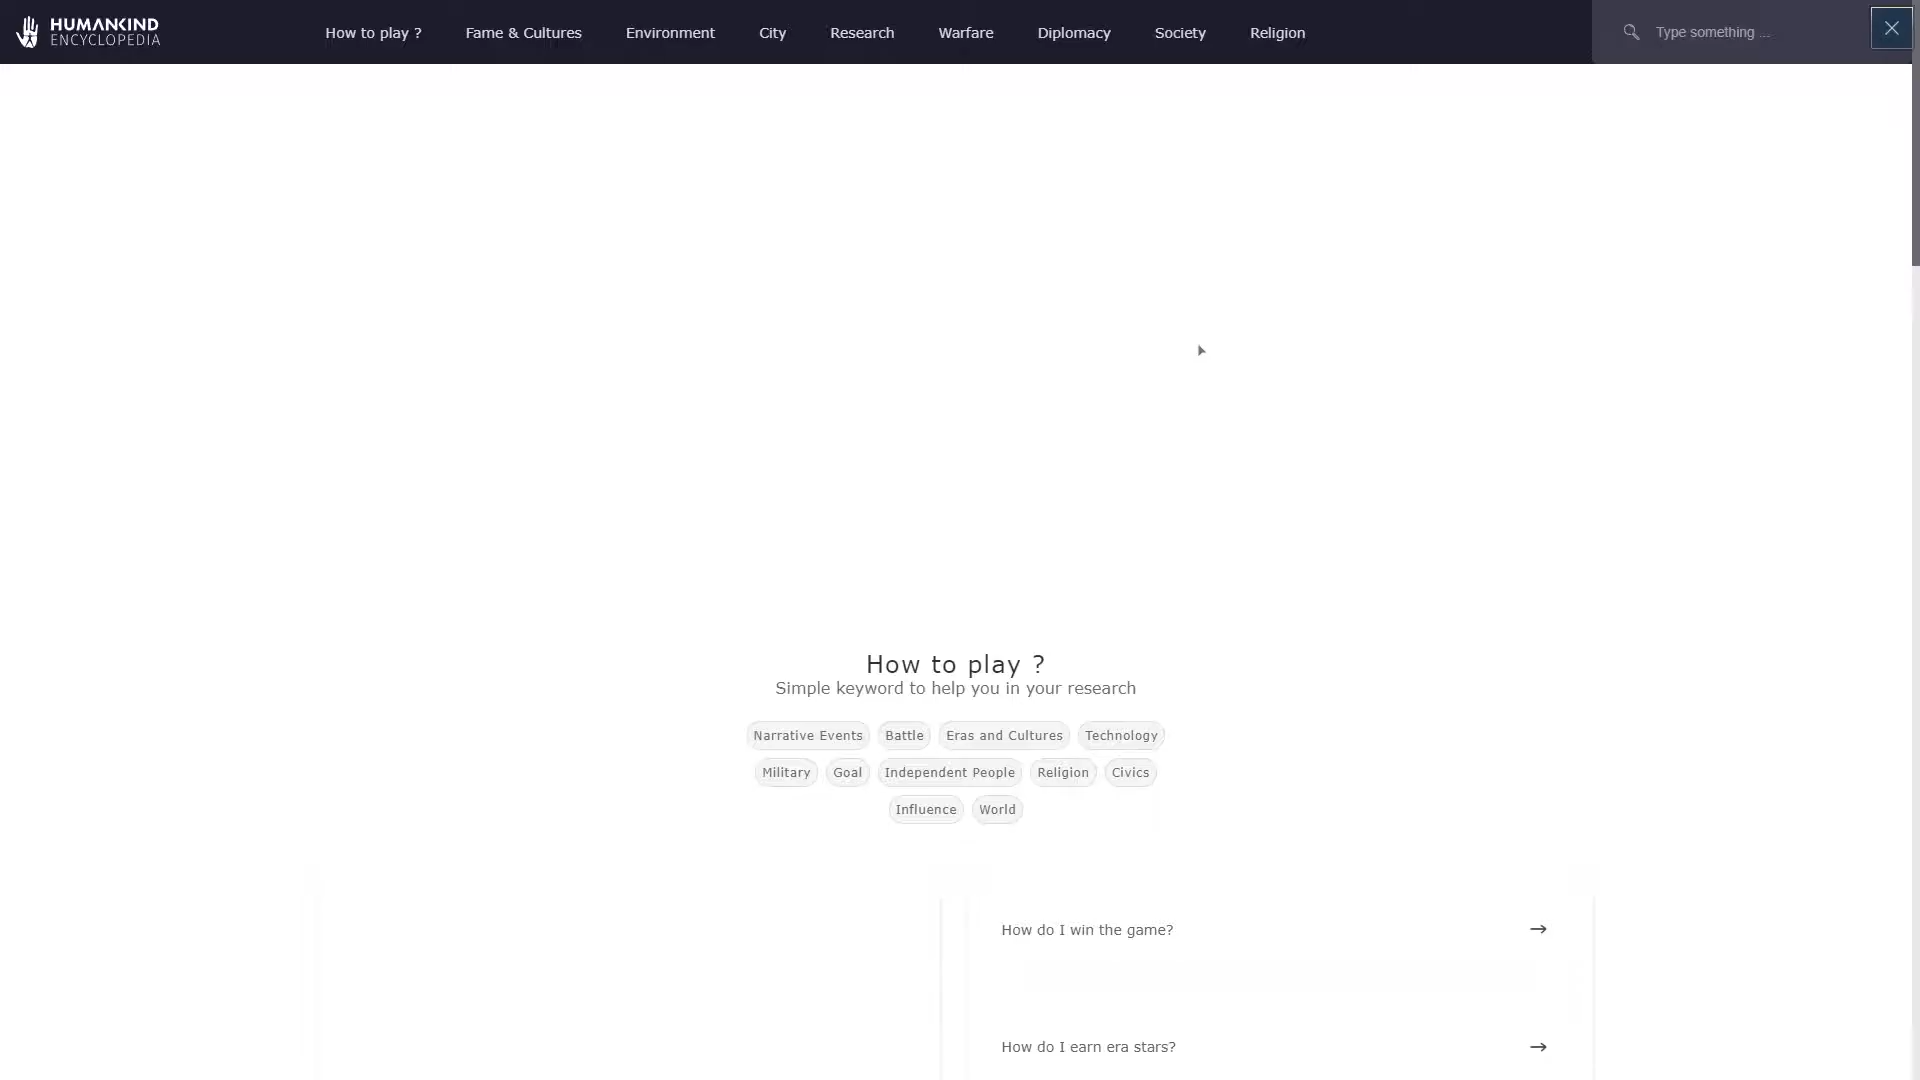 HUMANKIND
ENCYCLOPEDIA
How to play ?
Fame & Cultures
Environment
City
Research
Warfare
Diplomacy
Society
Religion
Type something ...
How to play ?
Simple keyword to help you in your research
Narrative Events
Battle
Eras and Cultures
Technology
Military
Goal
Independent People
Religion
Civics
Influence
World
How do I win the game?
How do I earn era stars?